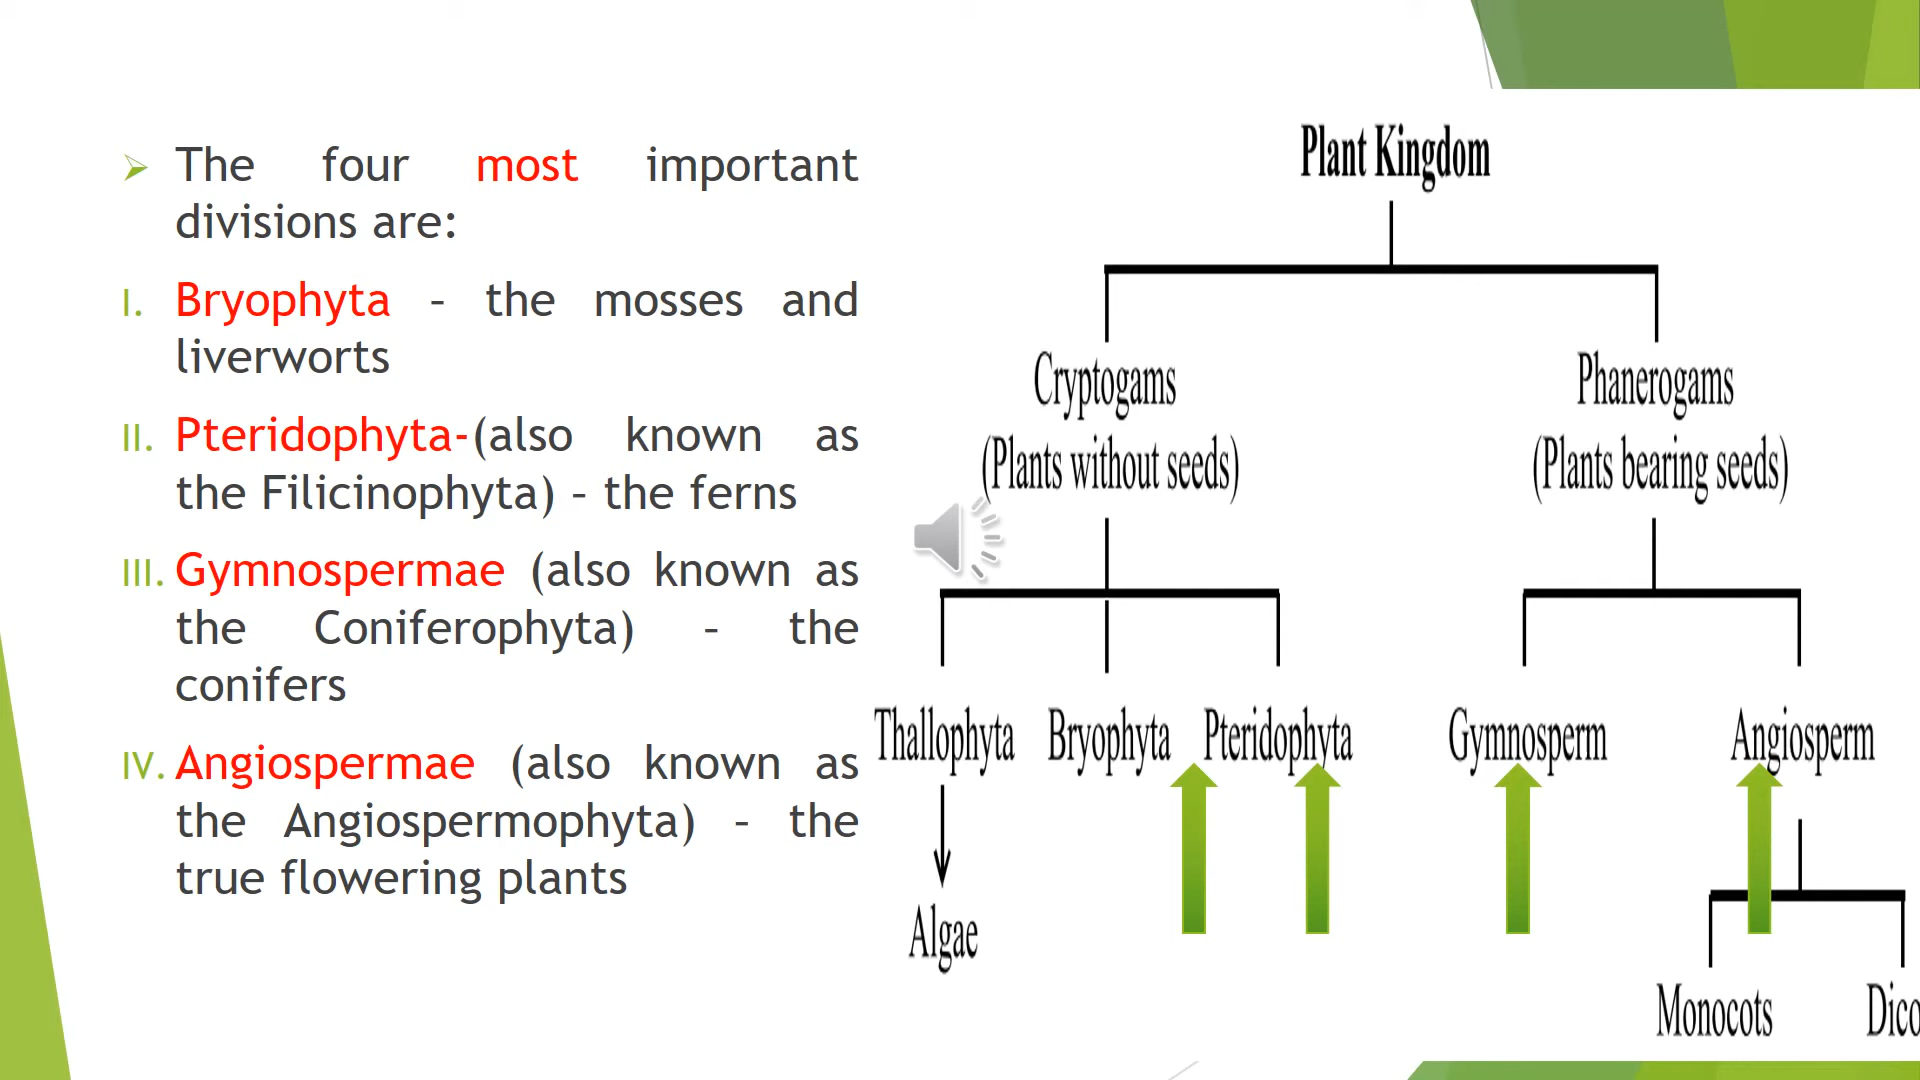 The four most important
divisions are:
I. Bryophyta – the mosses and
liverworts
II. Pteridophyta-(also known as
the Filicinophyta) – the ferns
III. Gymnospermae (also known as
the Coniferophyta) – the
conifers
IV. Angiospermae (also known as
the Angiospermophyta) – the
true flowering plants
Plant Kingdom
Cryptogams
(Plants without seeds)
Phanerogams
(Plants bearing seeds)
Thallophyta
Bryophyta
Pteridophyta
Gymnosperm
Angiosperm
Algae
Monocots
Dico